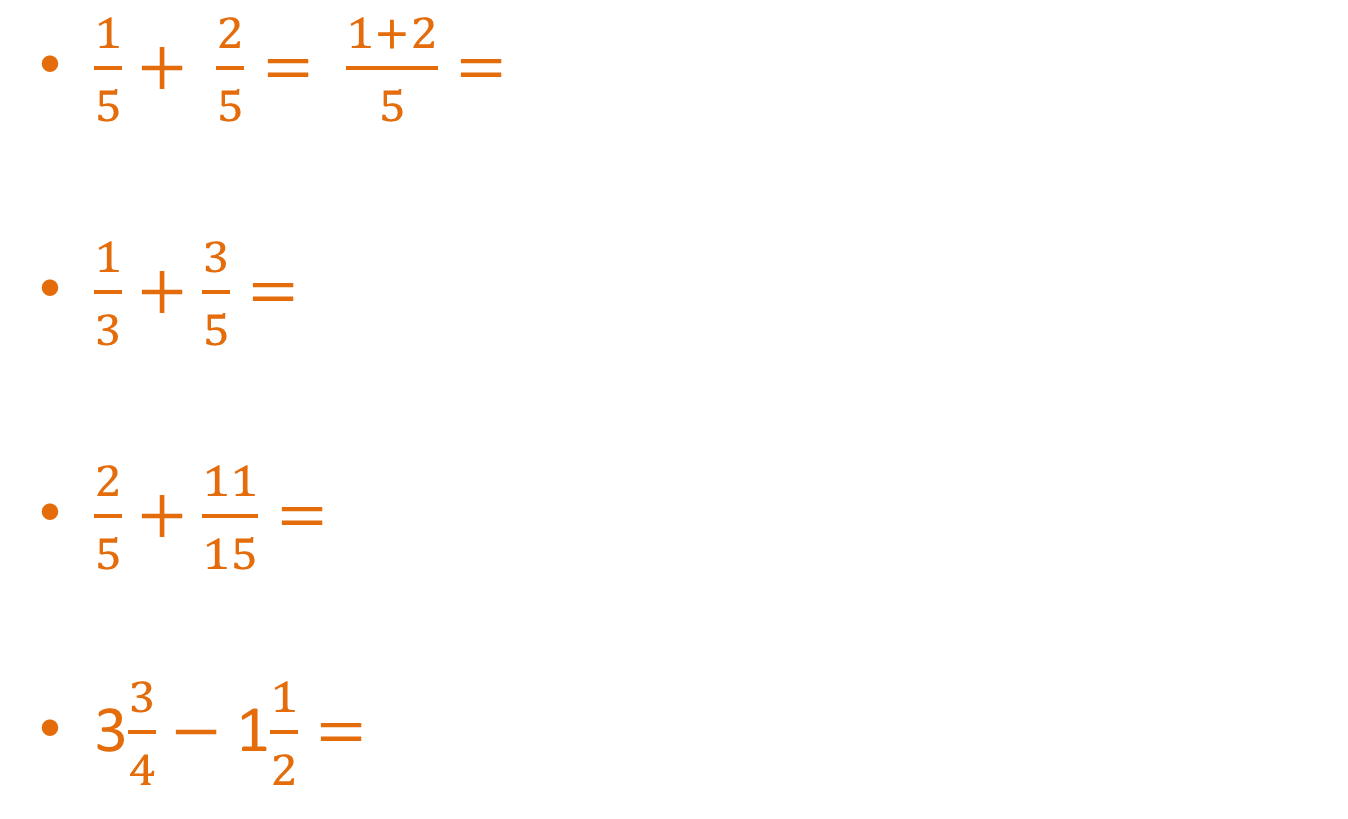 • 1/5 + 2/5 = (1+2)/5 =
• 1/3 + 3/5 =
• 2/5 + 11/15 =
• 3 3/4 − 1 1/2 =